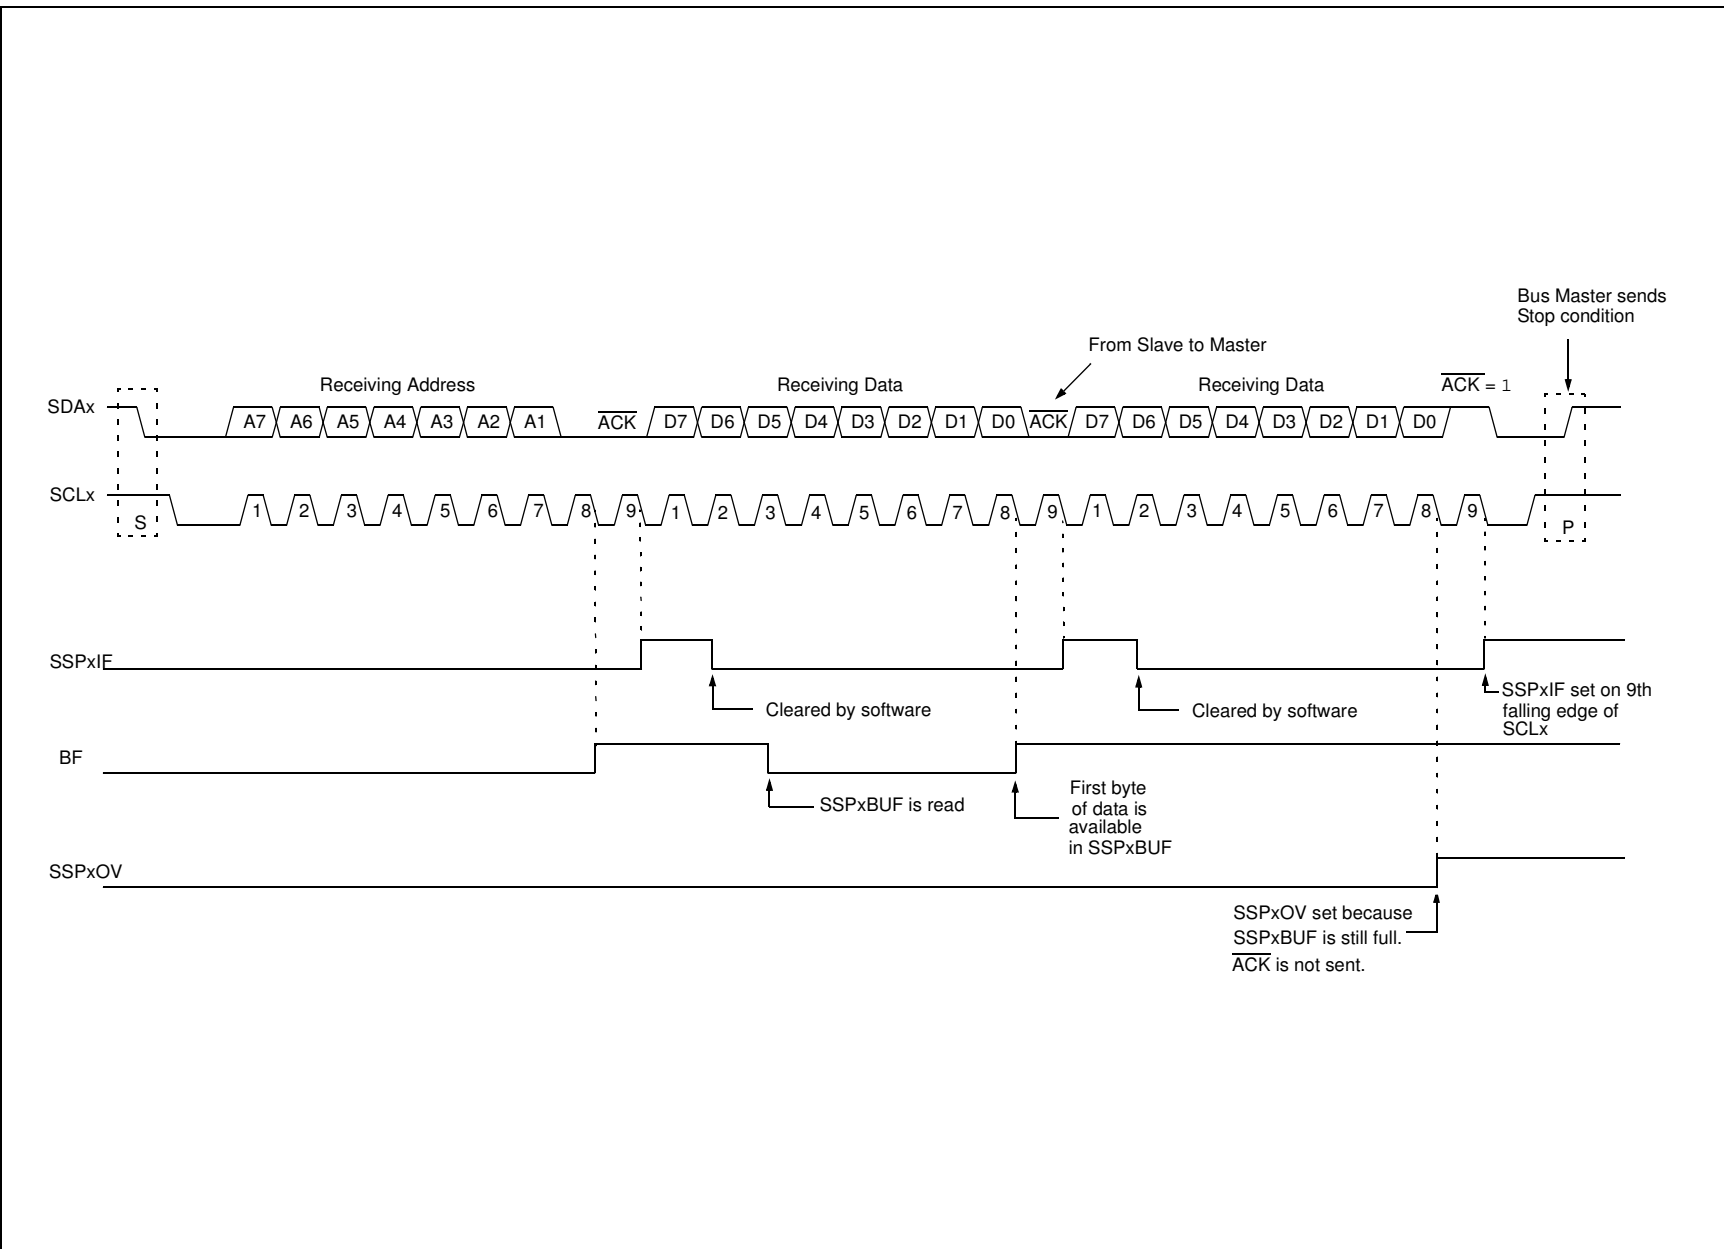 Bus Master sends
Stop condition
From Slave to Master
Receiving Address
Receiving Data
Receiving Data
ACK = 1
SDAx
A7 A6 A5 A4 A3 A2 A1 ACK D7 D6 D5 D4 D3 D2 D1 D0 ACK D7 D6 D5 D4 D3 D2 D1 D0
SCLx
S 1 2 3 4 5 6 7 8 9 1 2 3 4 5 6 7 8 9 1 2 3 4 5 6 7 8 9 P
SSPxIF
Cleared by software
Cleared by software
SSPxIF set on 9th
falling edge of
SCLx
BF
SSPxBUF is read
First byte
of data is
available
in SSPxBUF
SSPxOV
SSPxOV set because
SSPxBUF is still full.
ACK is not sent.